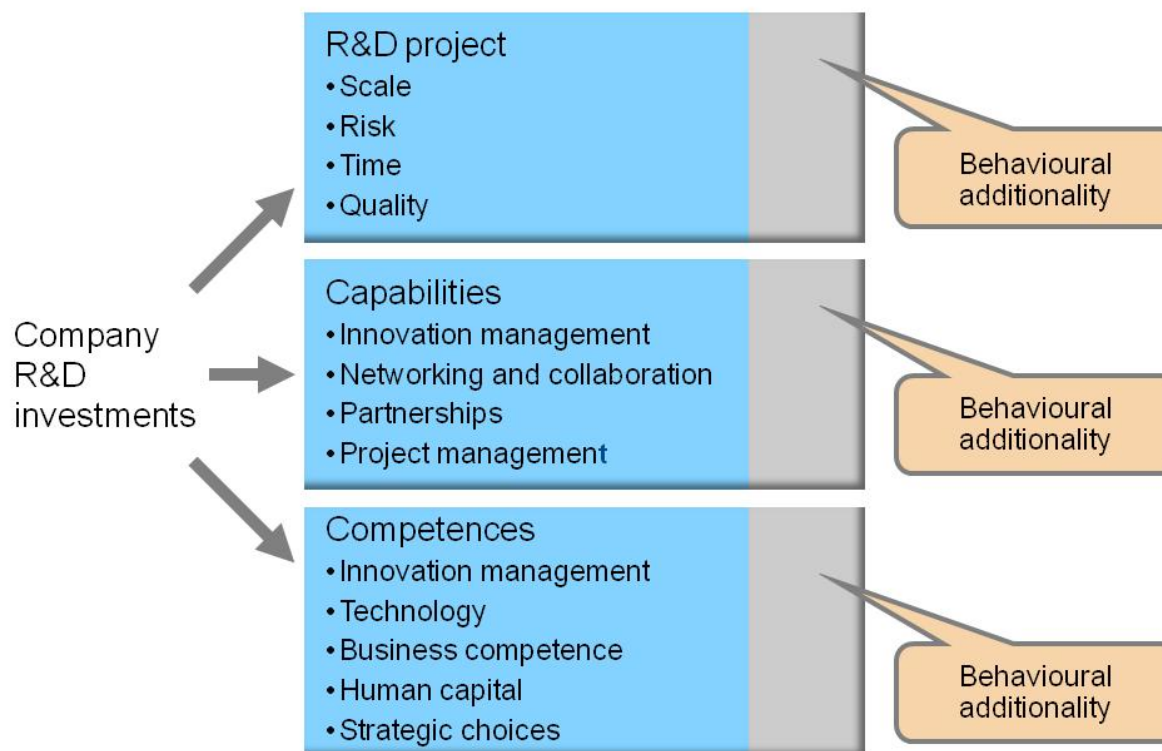 R&D project
•Scale
•Risk
•Time
•Quality
Behavioural
additionality
Company
R&D
investments
Capabilities
•Innovation management
•Networking and collaboration
•Partnerships
•Project management
Behavioural
additionality
Competences
•Innovation management
•Technology
•Business competence
•Human capital
•Strategic choices
Behavioural
additionality